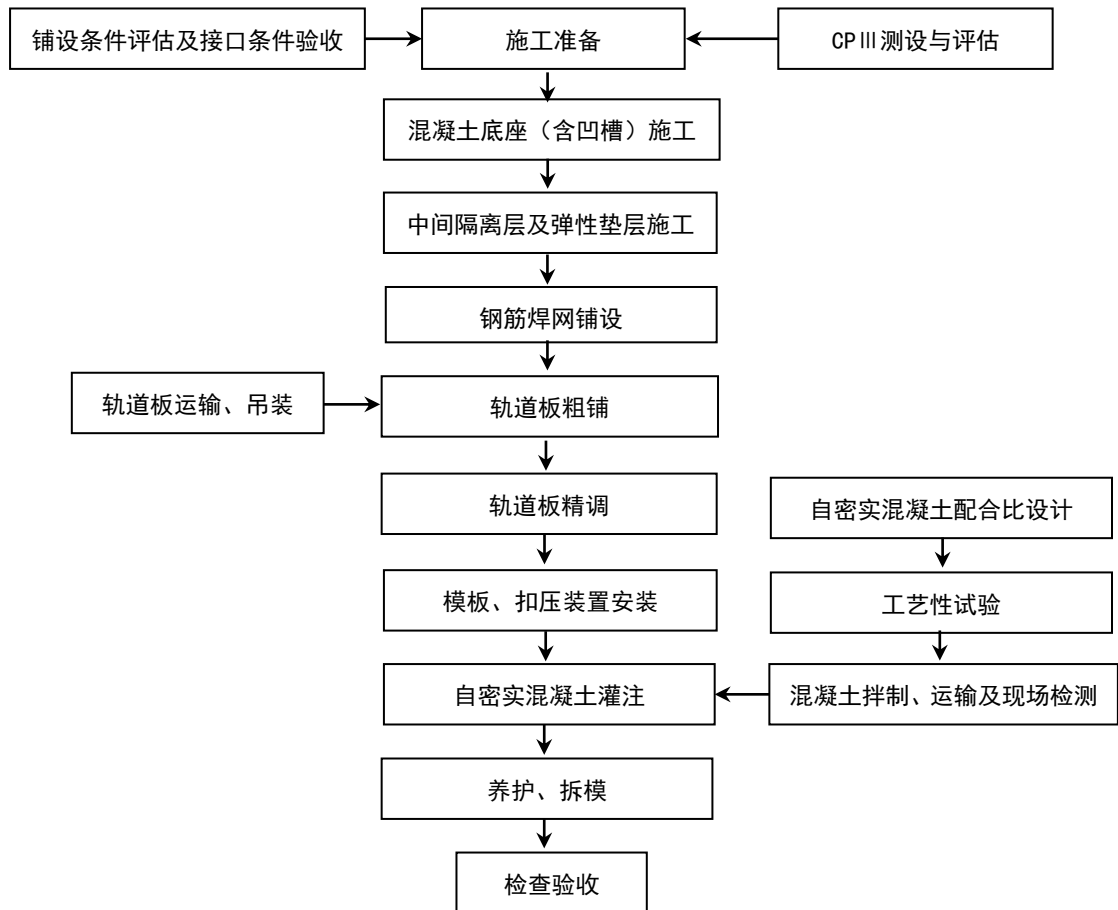 铺设条件评估及接口条件验收
施工准备
CPⅢ测设与评估
混凝土底座（含凹槽）施工
中间隔离层及弹性垫层施工
钢筋焊网铺设
轨道板运输、吊装
轨道板粗铺
轨道板精调
自密实混凝土配合比设计
模板、扣压装置安装
工艺性试验
自密实混凝土灌注
混凝土拌制、运输及现场检测
养护、拆模
检查验收